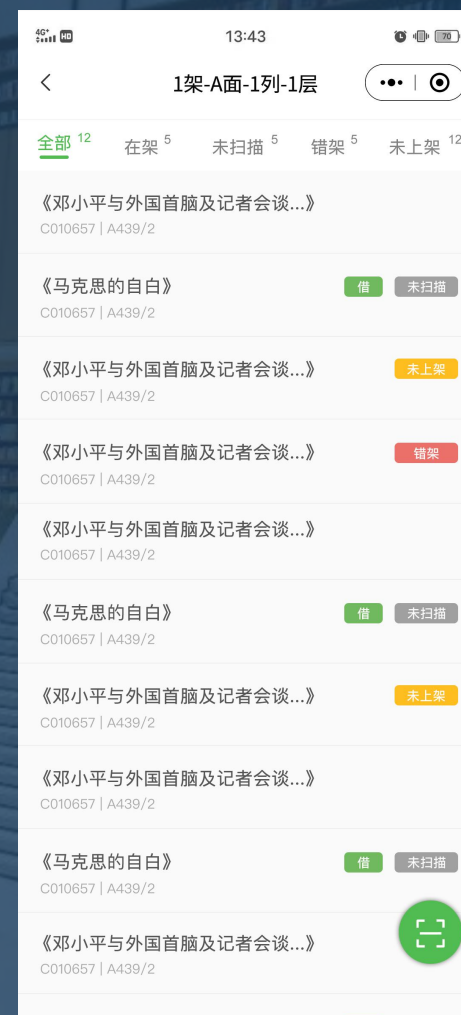 4G+ HD 13:43 70
1架-A面-1列-1层
全部 12 在架 5 未扫描 5 错架 5 未上架 12
《邓小平与外国首脑及记者会谈...》
C010657 | A439/2
《马克思的自白》 借 未扫描
C010657 | A439/2
《邓小平与外国首脑及记者会谈...》 未上架
C010657 | A439/2
《邓小平与外国首脑及记者会谈...》 错架
C010657 | A439/2
《邓小平与外国首脑及记者会谈...》
C010657 | A439/2
《马克思的自白》 借 未扫描
C010657 | A439/2
《邓小平与外国首脑及记者会谈...》 未上架
C010657 | A439/2
《邓小平与外国首脑及记者会谈...》
C010657 | A439/2
《马克思的自白》 借 未扫描
C010657 | A439/2
《邓小平与外国首脑及记者会谈...》
C010657 | A439/2